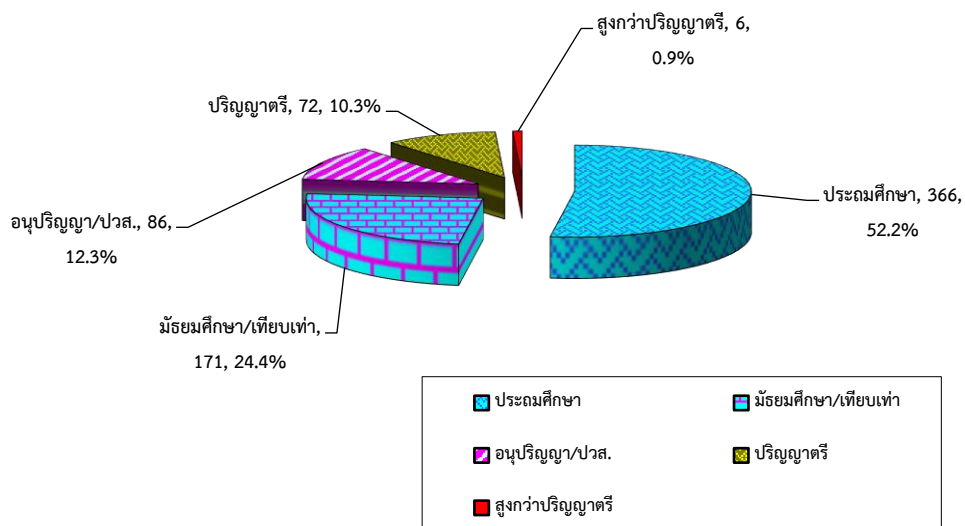 สูงกว่าปริญญาตรี, 6,
0.9%
ปริญญาตรี, 72, 10.3%
ประถมศึกษา, 366,
52.2%
อนุปริญญา/ปวส., 86,
12.3%
มัธยมศึกษา/เทียบเท่า,
171, 24.4%
ประถมศึกษา
มัธยมศึกษา/เทียบเท่า
อนุปริญญา/ปวส.
ปริญญาตรี
สูงกว่าปริญญาตรี